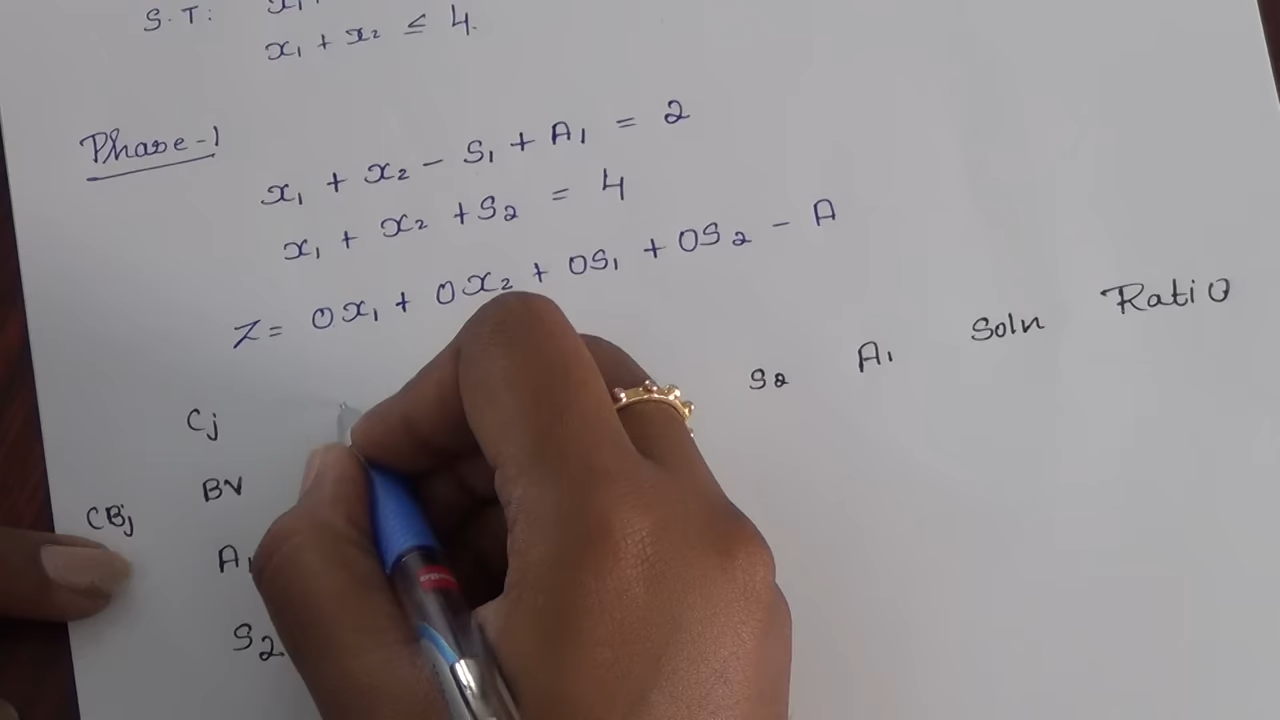 S.T:
x₁ + x₂ ≤ 4.
Phase-1
x₁ + x₂ - S₁ + A₁ = 2
x₁ + x₂ + S₂ = 4
Z = 0x₁ + 0x₂ + 0S₁ + 0S₂ - A
Cj
CBj BV S₂ A₁ Soln Ratio
A₁
S₂